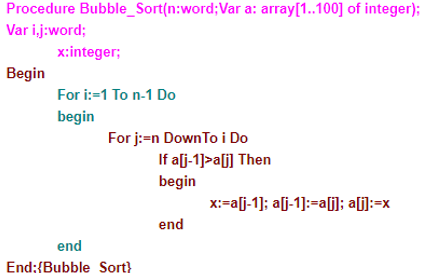 Procedure Bubble_Sort(n:word;Var a: array[1..100] of integer);
Var i,j:word;
x:integer;
Begin
For i:=1 To n-1 Do
begin
For j:=n DownTo i Do
If a[j-1]>a[j] Then
begin
x:=a[j-1]; a[j-1]:=a[j]; a[j]:=x
end
end
End;{Bubble_Sort}